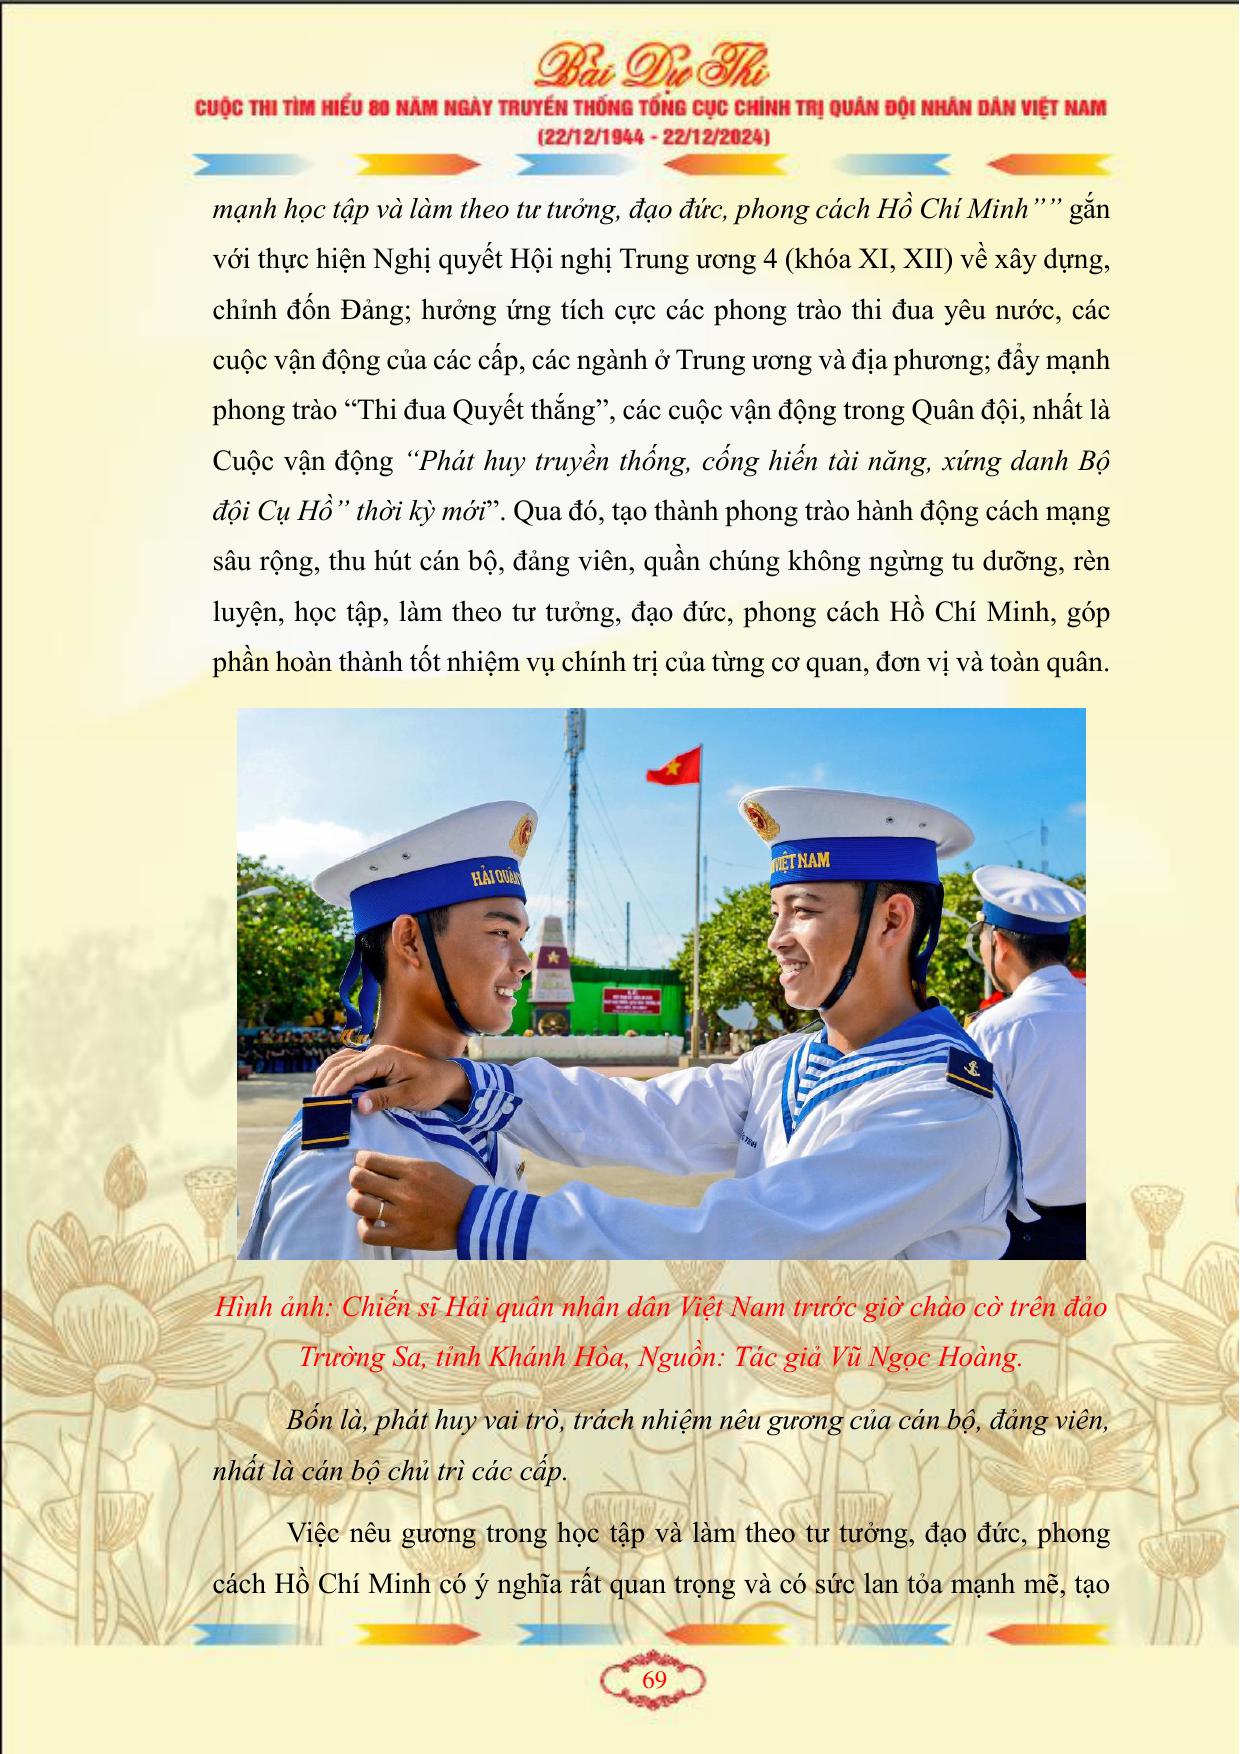 Bài Dự Thi
CUỘC THI TÌM HIỂU 80 NĂM NGÀY TRUYỀN THỐNG TỔNG CỤC CHÍNH TRỊ QUÂN ĐỘI NHÂN DÂN VIỆT NAM
(22/12/1944 - 22/12/2024)
mạnh học tập và làm theo tư tưởng, đạo đức, phong cách Hồ Chí Minh”” gắn
với thực hiện Nghị quyết Hội nghị Trung ương 4 (khóa XI, XII) về xây dựng,
chỉnh đốn Đảng; hưởng ứng tích cực các phong trào thi đua yêu nước, các
cuộc vận động của các cấp, các ngành ở Trung ương và địa phương; đẩy mạnh
phong trào “Thi đua Quyết thắng”, các cuộc vận động trong Quân đội, nhất là
Cuộc vận động “Phát huy truyền thống, cống hiến tài năng, xứng danh Bộ
đội Cụ Hồ” thời kỳ mới”. Qua đó, tạo thành phong trào hành động cách mạng
sâu rộng, thu hút cán bộ, đảng viên, quần chúng không ngừng tu dưỡng, rèn
luyện, học tập, làm theo tư tưởng, đạo đức, phong cách Hồ Chí Minh, góp
phần hoàn thành tốt nhiệm vụ chính trị của từng cơ quan, đơn vị và toàn quân.
HẢI QUÂN
VIỆT NAM
Hình ảnh: Chiến sĩ Hải quân nhân dân Việt Nam trước giờ chào cờ trên đảo
Trường Sa, tỉnh Khánh Hòa, Nguồn: Tác giả Vũ Ngọc Hoàng.
Bốn là, phát huy vai trò, trách nhiệm nêu gương của cán bộ, đảng viên,
nhất là cán bộ chủ trì các cấp.
Việc nêu gương trong học tập và làm theo tư tưởng, đạo đức, phong
cách Hồ Chí Minh có ý nghĩa rất quan trọng và có sức lan tỏa mạnh mẽ, tạo
69